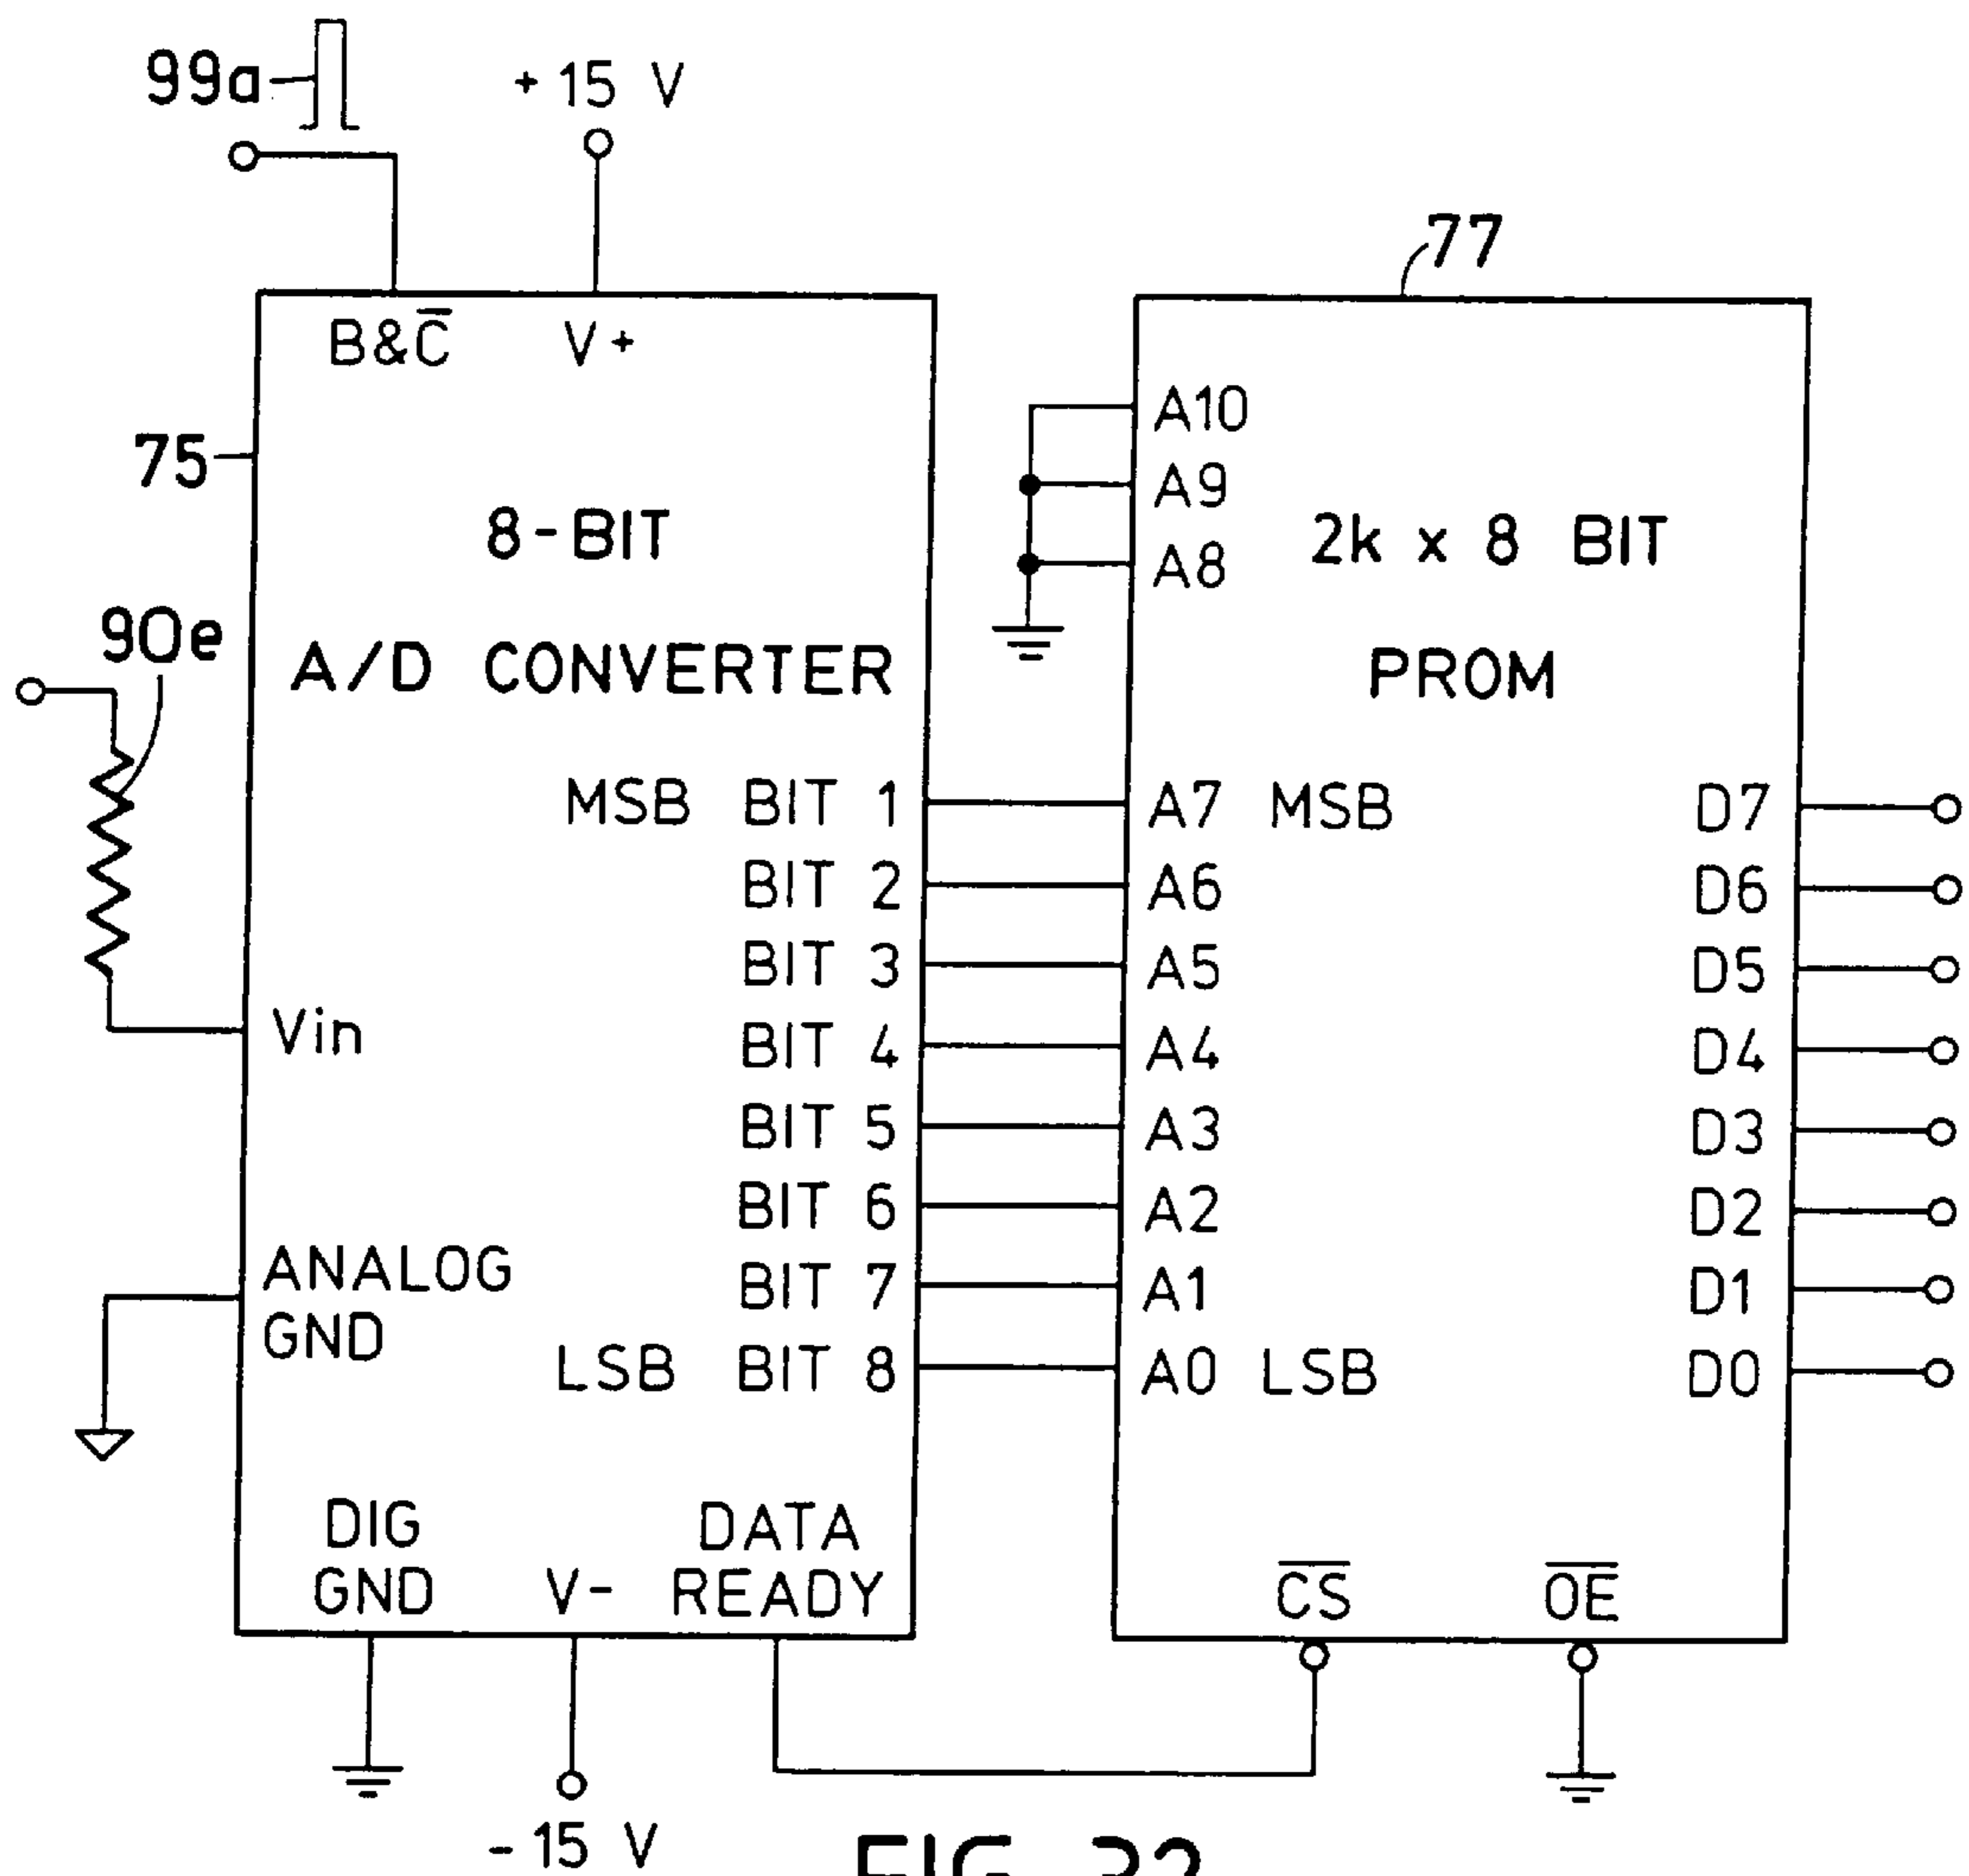 99a
+15 V
77
B&C̅ V+
A10
75
A9
8-BIT
2k x 8 BIT
A8
90e
A/D CONVERTER
PROM
MSB BIT 1
A7 MSB
D7
BIT 2
A6
D6
BIT 3
A5
D5
Vin
BIT 4
A4
D4
BIT 5
A3
D3
BIT 6
A2
D2
ANALOG
GND
BIT 7
A1
D1
LSB BIT 8
A0 LSB
D0
DIG
GND
V-
DATA
READY
C̅S̅
O̅E̅
-15 V